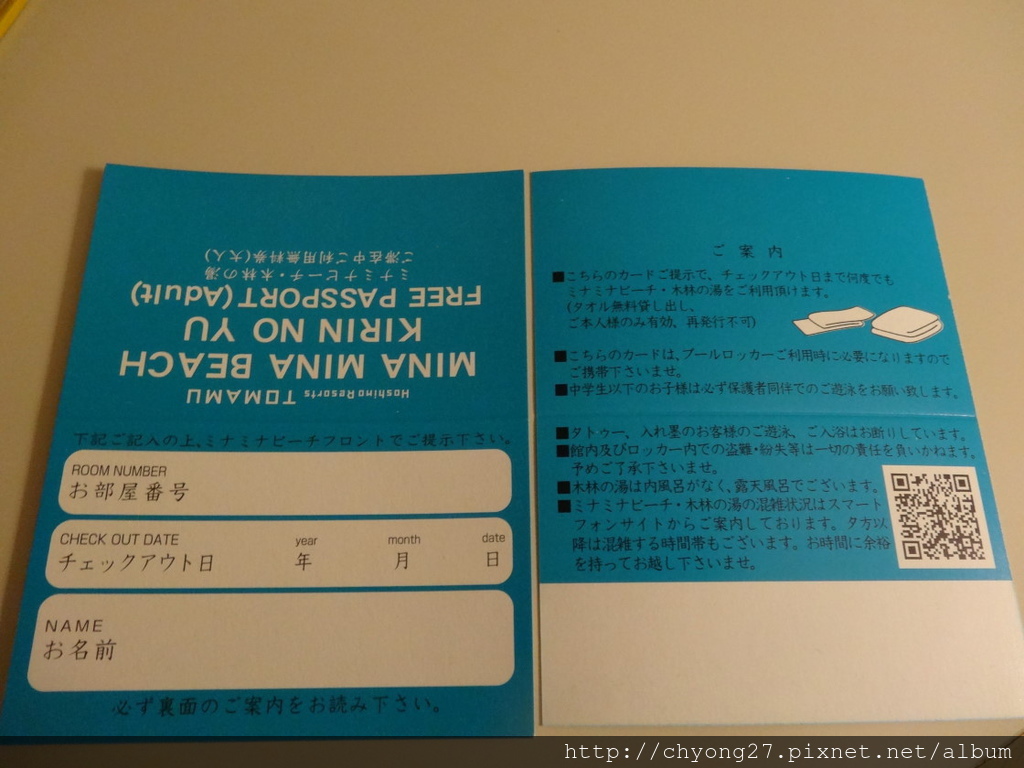 Hoshino Resorts TOMAMU
MINA MINA BEACH
KIRIN NO YU
FREE PASSPORT (Adult)
ミナミナビーチ・木林の湯
ご滞在中ご利用無料券(大人)
下記ご記入の上、ミナミナビーチフロントでご提示下さい。
ROOM NUMBER
お部屋番号
CHECK OUT DATE year month date
チェックアウト日 年 月 日
NAME
お名前
必ず裏面のご案内をお読み下さい。
ご案内
■こちらのカードご提示で、チェックアウト日まで何度でも
ミナミナビーチ・木林の湯をご利用頂けます。
(タオル無料貸し出し、
ご本人様のみ有効、再発行不可)
■こちらのカードは、プールロッカーご利用時に必要になりますので
ご携帯下さいませ。
■中学生以下のお子様は必ず保護者同伴でのご遊泳をお願い致します。
■タトゥー、入れ墨のお客様のご遊泳、ご入浴はお断りしています。
■館内及びロッカー内での盗難・紛失等は一切の責任を負いかねます。
予めご了承下さいませ。
■木林の湯は内風呂がなく、露天風呂でございます。
■ミナミナビーチ・木林の湯の混雑状況はスマート
フォンサイトからご案内しております。夕方以
降は混雑する時間帯もございます。お時間に余裕
を持ってお越し下さいませ。
http://chyong27.pixnet.net/album